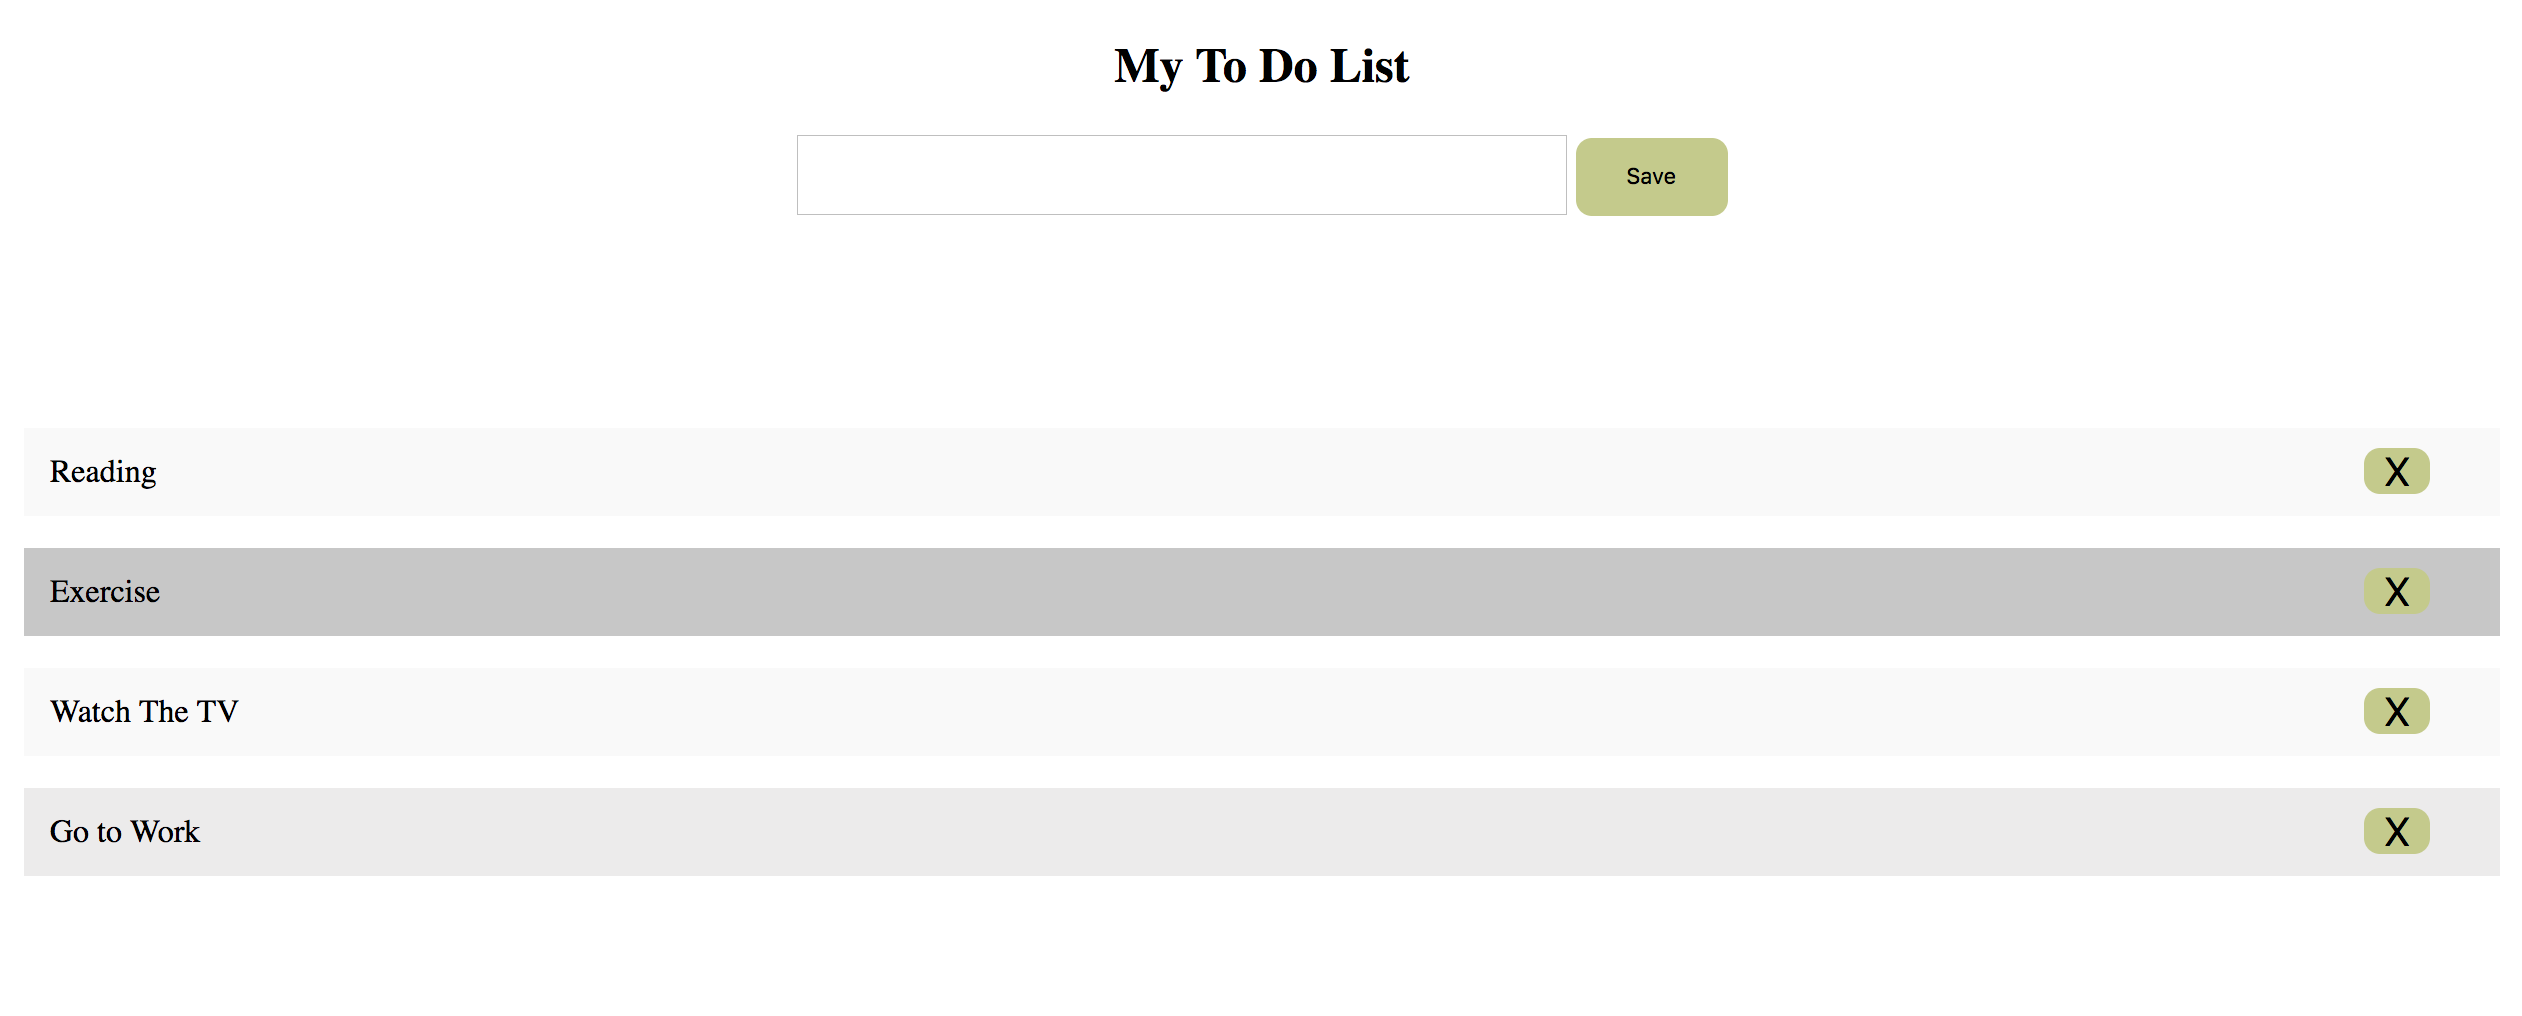 My To Do List
Save
Reading X
Exercise X
Watch The TV X
Go to Work X